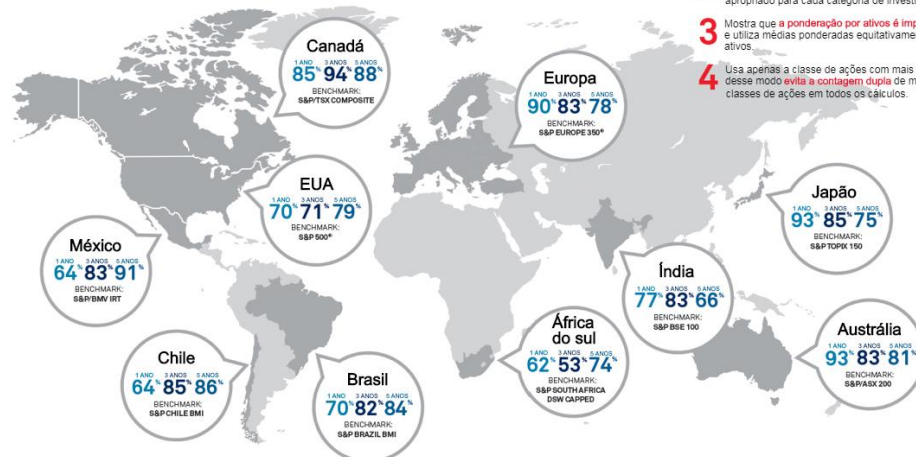 apropriado para cada categoria de
3 Mostra que a ponderação por ativos é
e utiliza médias ponderadas
ativos.
4 Usa apenas a classe de ações com mais
desse modo evita a contagem dupla de
classes de ações em todos os cálculos.
Canadá
1 ANO 3 ANOS 5 ANOS
85% 94% 88%
BENCHMARK:
S&P/TSX COMPOSITE
Europa
1 ANO 3 ANOS 5 ANOS
90% 83% 78%
BENCHMARK:
S&P EUROPE 350®
EUA
1 ANO 3 ANOS 5 ANOS
70% 71% 79%
BENCHMARK:
S&P 500®
Japão
1 ANO 3 ANOS 5 ANOS
93% 85% 75%
BENCHMARK:
S&P TOPIX 150
México
1 ANO 3 ANOS 5 ANOS
64% 83% 91%
BENCHMARK:
S&P/BMV IRT
Índia
1 ANO 3 ANOS 5 ANOS
77% 83% 66%
BENCHMARK:
S&P BSE 100
África
do sul
1 ANO 3 ANOS 5 ANOS
62% 53% 74%
BENCHMARK:
S&P SOUTH AFRICA
DSW CAPPED
Austrália
1 ANO 3 ANOS 5 ANOS
93% 83% 81%
BENCHMARK:
S&P/ASX 200
Chile
1 ANO 3 ANOS 5 ANOS
64% 85% 86%
BENCHMARK:
S&P CHILE BMI
Brasil
1 ANO 3 ANOS 5 ANOS
70% 82% 84%
BENCHMARK:
S&P BRAZIL BMI